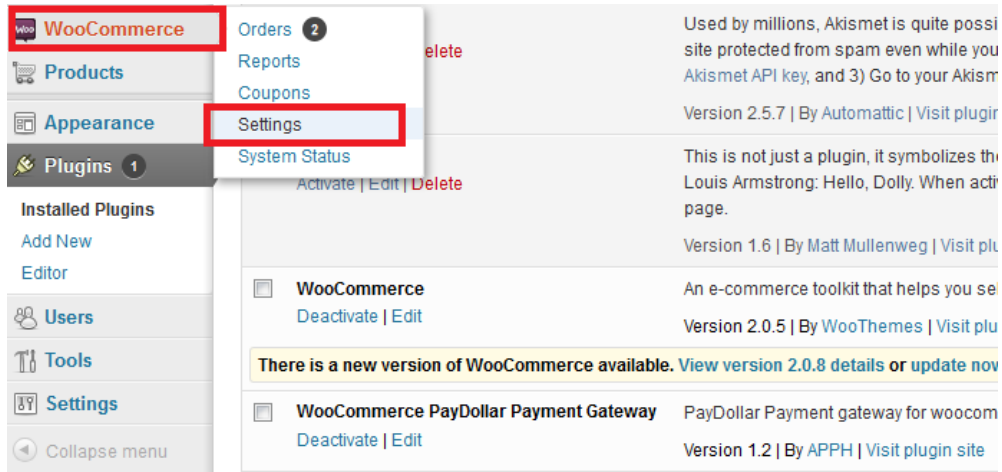 WooCommerce
Products
Appearance
Plugins 1
Installed Plugins
Add New
Editor
Users
Tools
Settings
Collapse menu
Orders 2
Reports
Coupons
Settings
System Status
elete
Used by millions, Akismet is quite possi
site protected from spam even while you
Akismet API key, and 3) Go to your Akism
Version 2.5.7 | By Automattic | Visit plugin
Activate | Edit | Delete
This is not just a plugin, it symbolizes the
Louis Armstrong: Hello, Dolly. When activ
page.
Version 1.6 | By Matt Mullenweg | Visit plu
WooCommerce
Deactivate | Edit
An e-commerce toolkit that helps you sel
Version 2.0.5 | By WooThemes | Visit plu
There is a new version of WooCommerce available. View version 2.0.8 details or update now
WooCommerce PayDollar Payment Gateway
Deactivate | Edit
PayDollar Payment gateway for woocom
Version 1.2 | By APPH | Visit plugin site